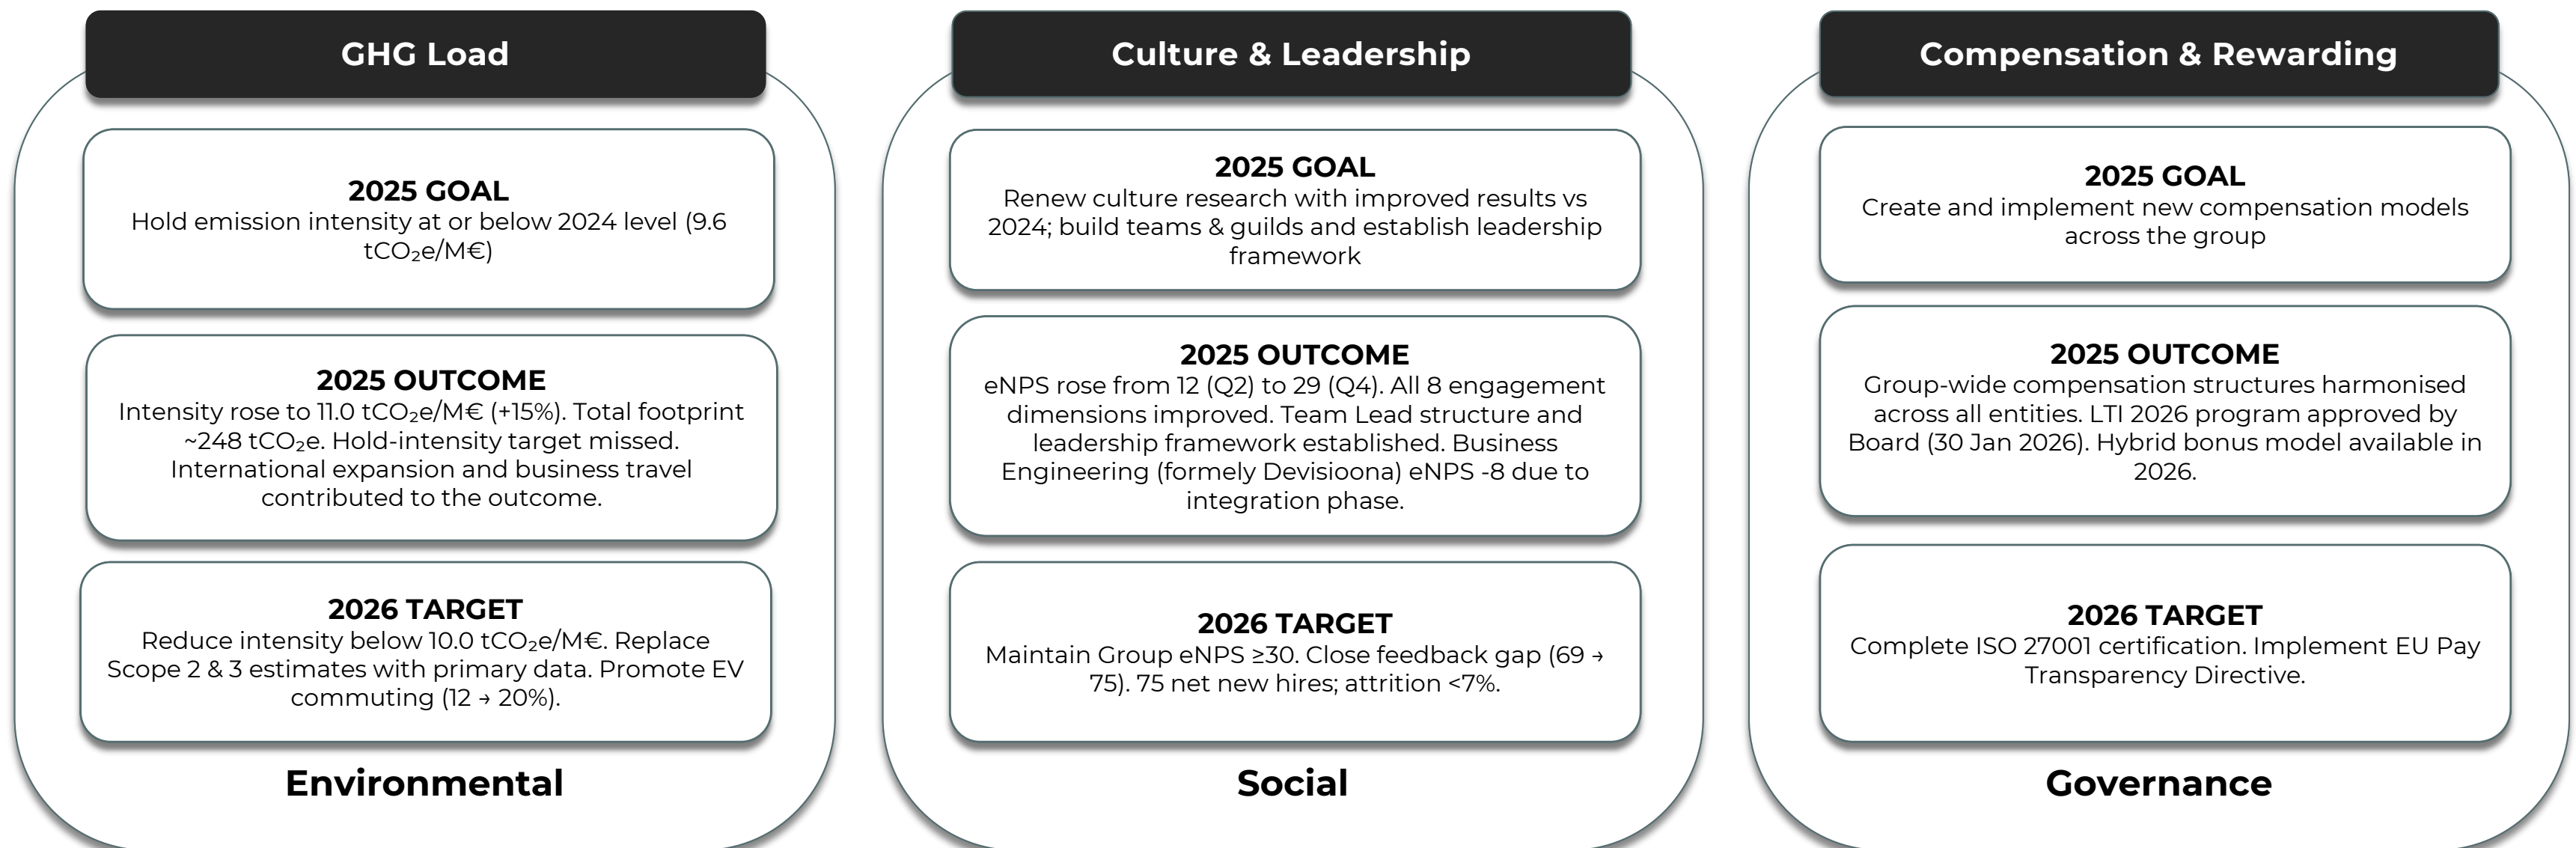 GHG Load
2025 GOAL
Hold emission intensity at or below 2024 level (9.6
tCO₂e/M€)
2025 OUTCOME
Intensity rose to 11.0 tCO₂e/M€ (+15%). Total footprint
~248 tCO₂e. Hold-intensity target missed.
International expansion and business travel
contributed to the outcome.
2026 TARGET
Reduce intensity below 10.0 tCO₂e/M€. Replace
Scope 2 & 3 estimates with primary data. Promote EV
commuting (12 → 20%).
Environmental
Culture & Leadership
2025 GOAL
Renew culture research with improved results vs
2024; build teams & guilds and establish leadership
framework
2025 OUTCOME
eNPS rose from 12 (Q2) to 29 (Q4). All 8 engagement
dimensions improved. Team Lead structure and
leadership framework established. Business
Engineering (formely Devisioona) eNPS -8 due to
integration phase.
2026 TARGET
Maintain Group eNPS ≥30. Close feedback gap (69 →
75). 75 net new hires; attrition <7%.
Social
Compensation & Rewarding
2025 GOAL
Create and implement new compensation models
across the group
2025 OUTCOME
Group-wide compensation structures harmonised
across all entities. LTI 2026 program approved by
Board (30 Jan 2026). Hybrid bonus model available in
2026.
2026 TARGET
Complete ISO 27001 certification. Implement EU Pay
Transparency Directive.
Governance